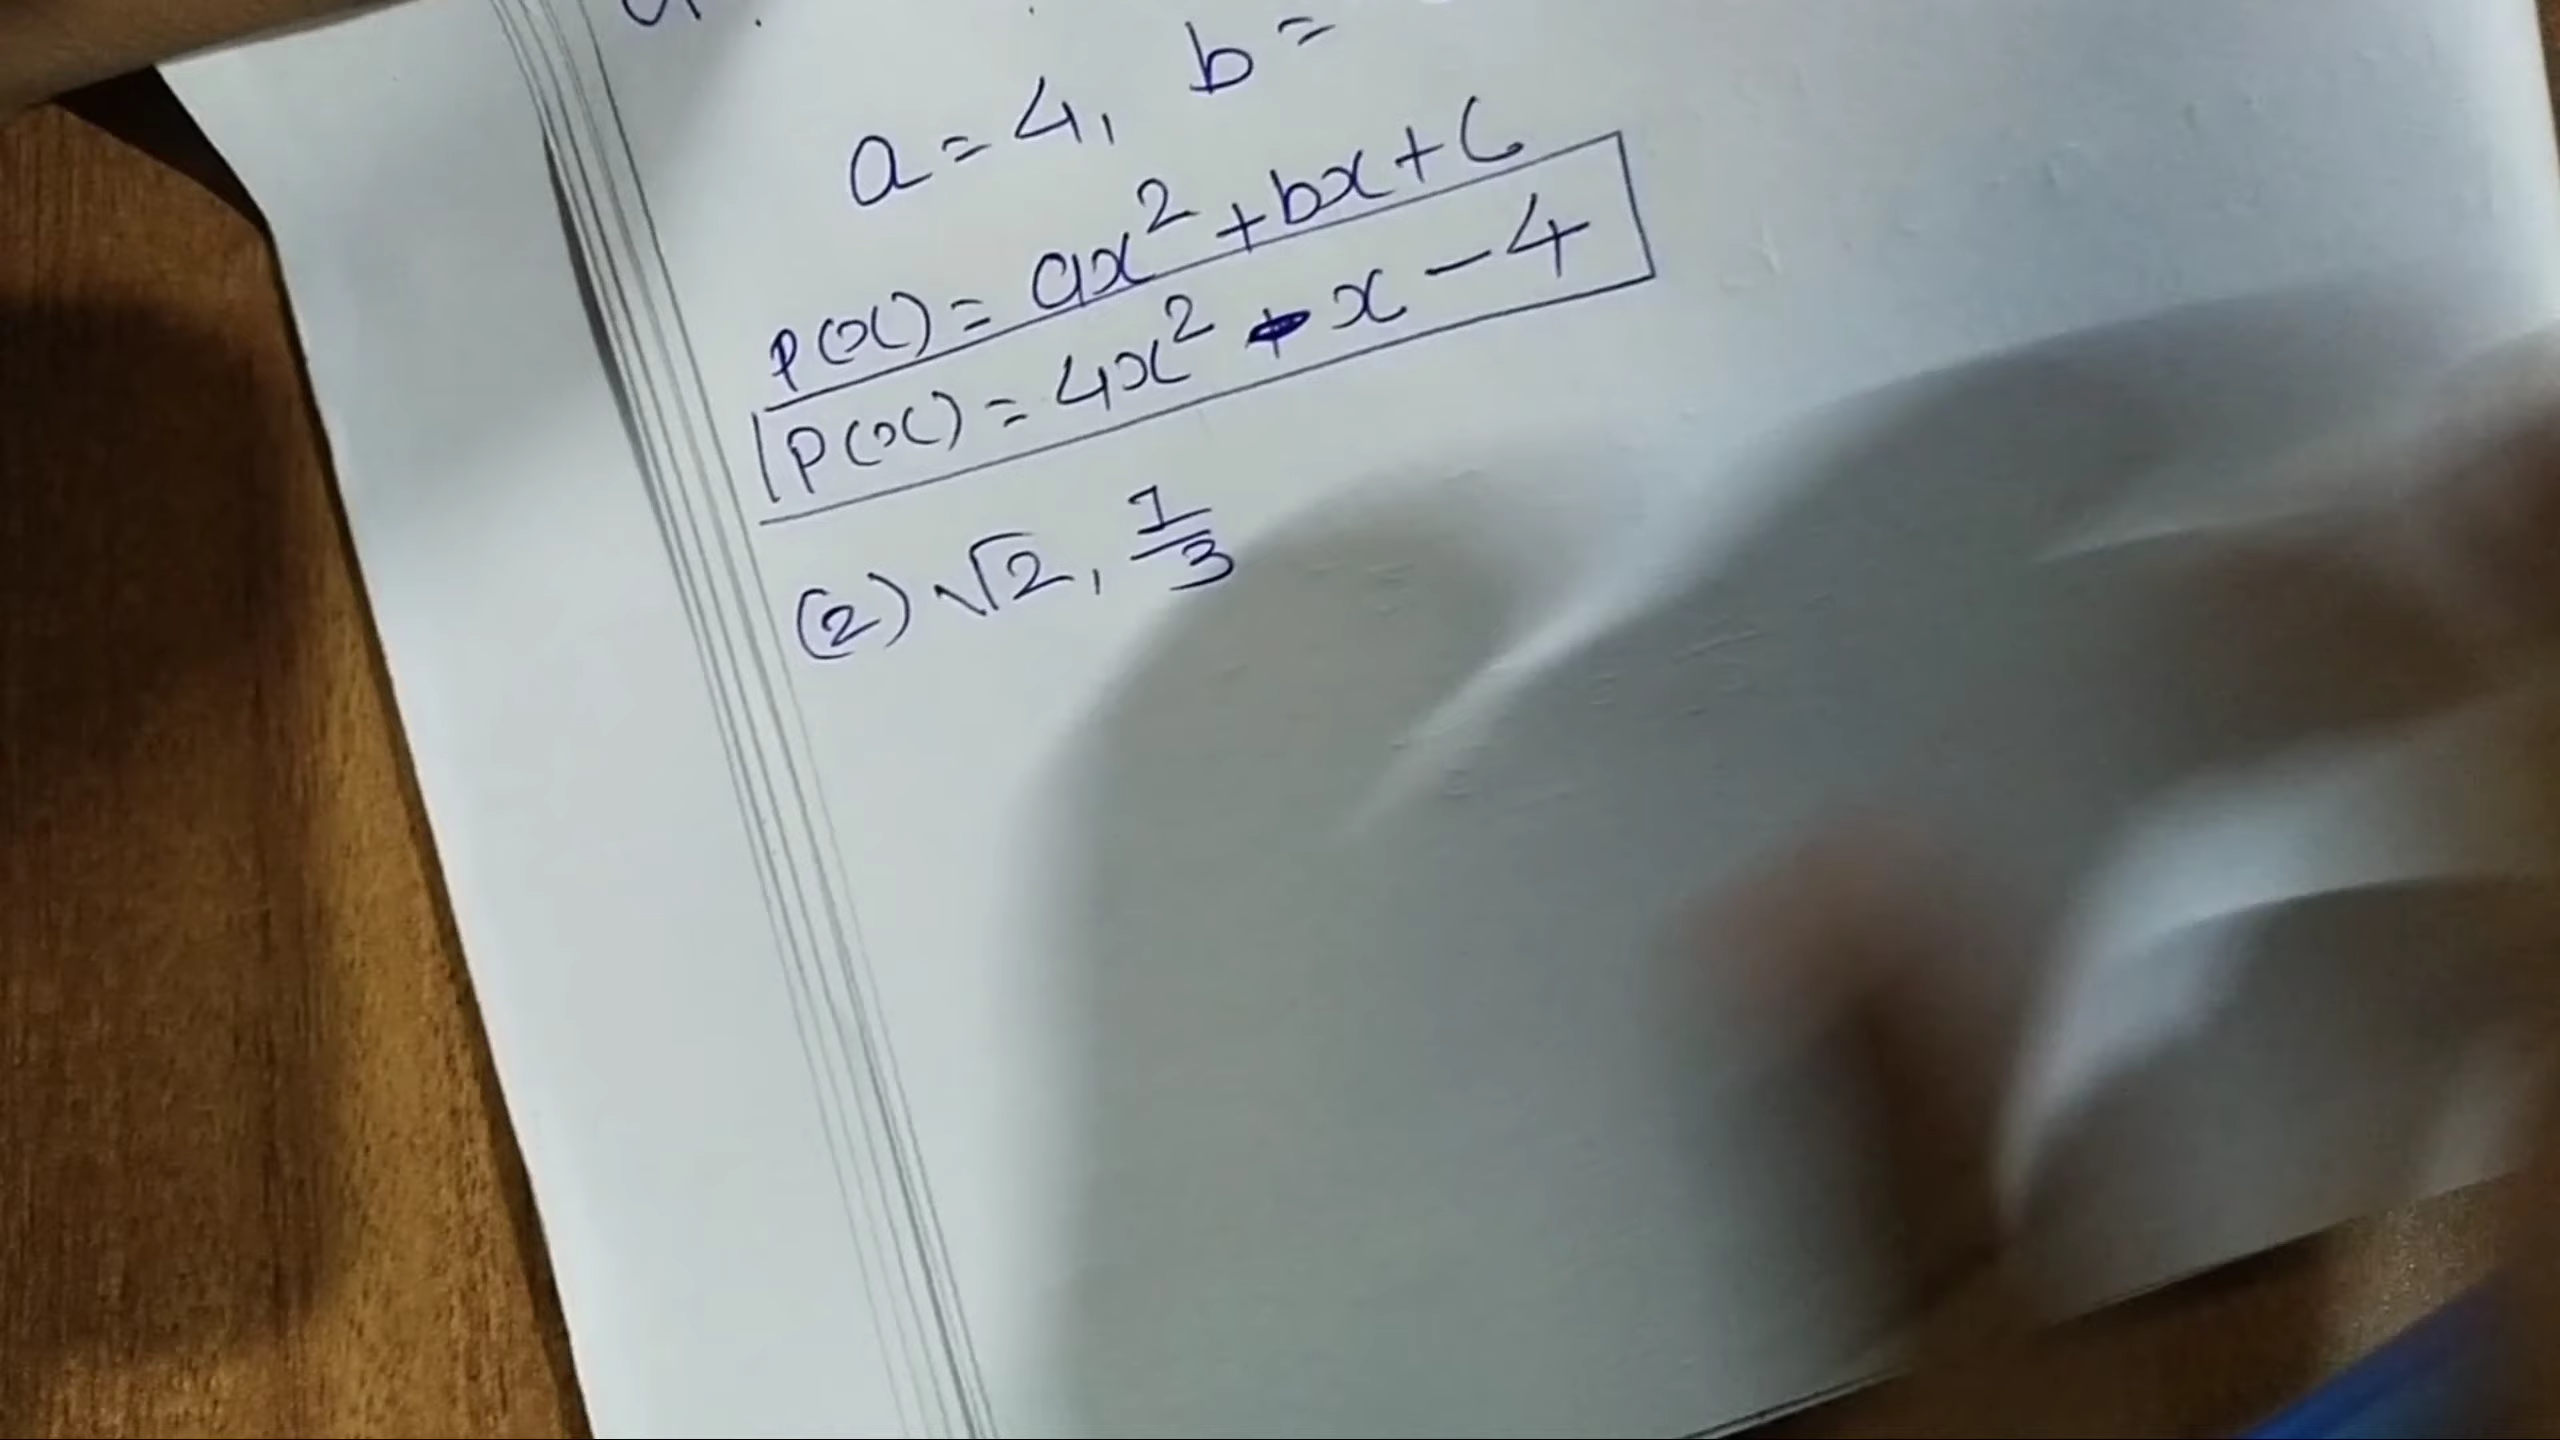 a = 4, b =
p(x) = ax² + bx + c
P(x) = 4x² - x - 4
(2) √2, 1/3